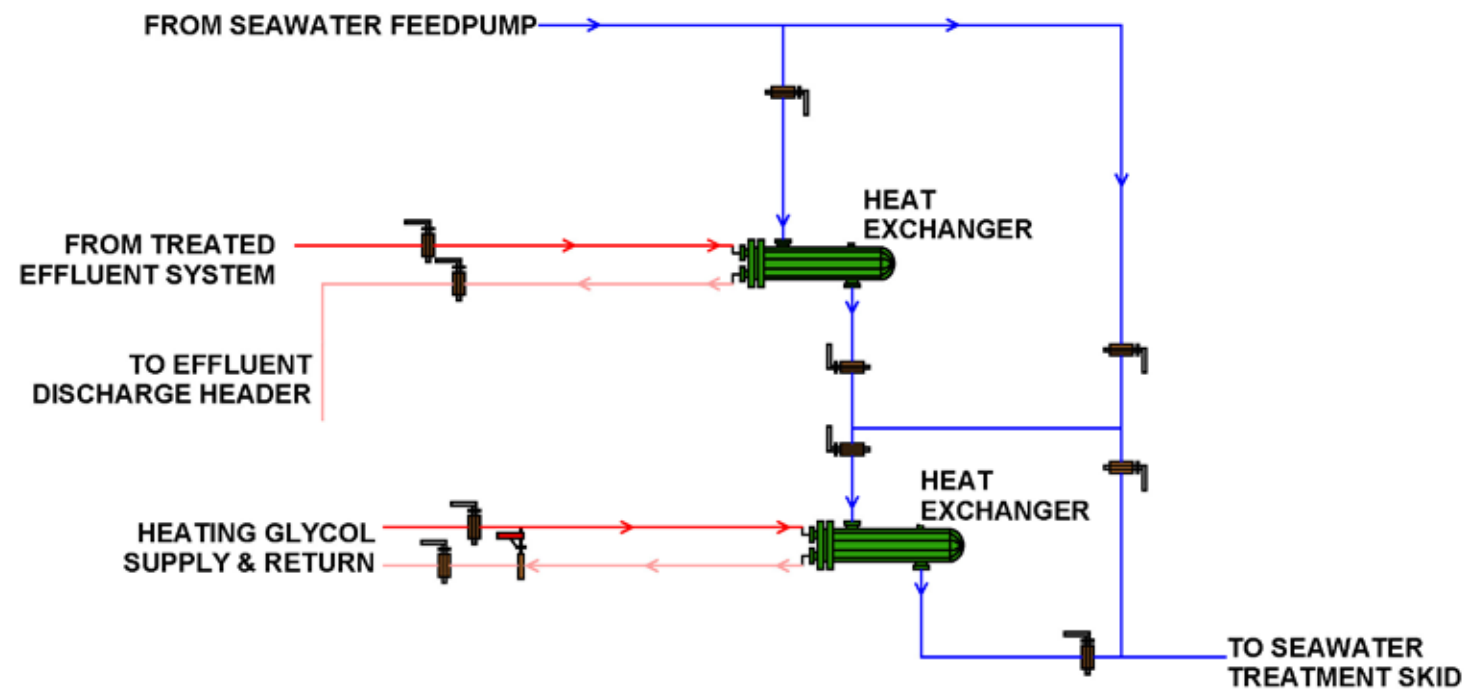 FROM SEAWATER FEEDPUMP
HEAT
EXCHANGER
FROM TREATED
EFFLUENT SYSTEM
TO EFFLUENT
DISCHARGE HEADER
HEAT
EXCHANGER
HEATING GLYCOL
SUPPLY & RETURN
TO SEAWATER
TREATMENT SKID